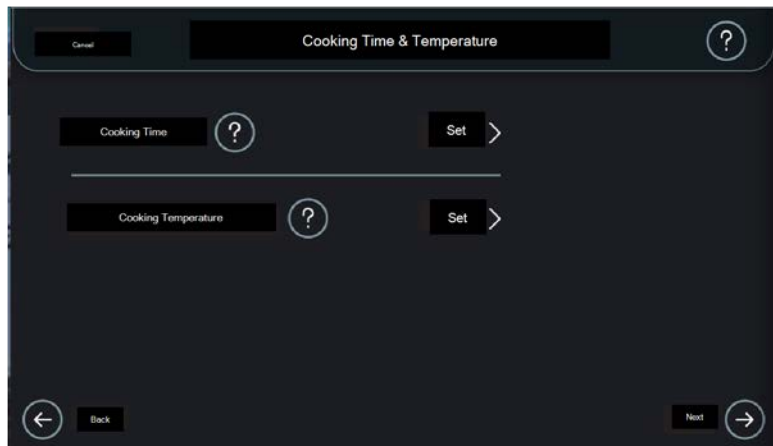 Cancel
Cooking Time & Temperature
?
Cooking Time
?
Set
Cooking Temperature
?
Set
Back
Next